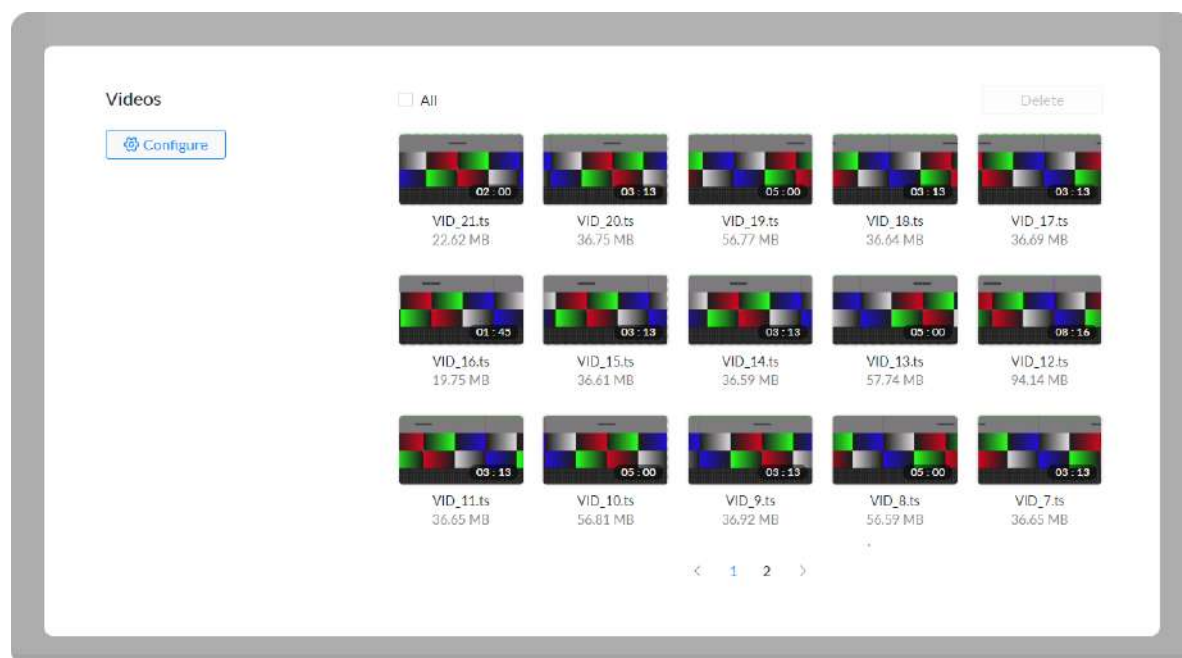 Videos
All
Delete
Configure
02 : 00
03 : 13
05 : 00
03 : 13
03 : 13
VID_21.ts
VID_20.ts
VID_19.ts
VID_18.ts
VID_17.ts
22.62 MB
36.75 MB
56.77 MB
36.64 MB
36.69 MB
01 : 45
03 : 13
03 : 13
05 : 00
08 : 16
VID_16.ts
VID_15.ts
VID_14.ts
VID_13.ts
VID_12.ts
19.75 MB
36.61 MB
36.59 MB
57.74 MB
94.14 MB
03 : 13
05 : 00
03 : 13
05 : 00
03 : 13
VID_11.ts
VID_10.ts
VID_9.ts
VID_8.ts
VID_7.ts
36.65 MB
56.81 MB
36.92 MB
56.59 MB
36.65 MB
< 1 2 >